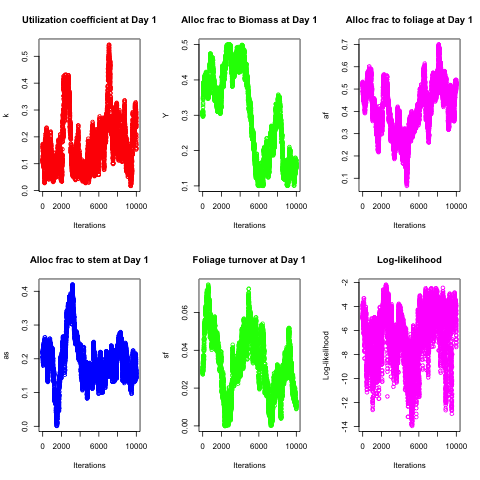 Utilization coefficient at Day 1
k
0.0 0.1 0.2 0.3 0.4 0.5
0 2000 6000 10000
Iterations
Alloc frac to Biomass at Day 1
Y
0.1 0.2 0.3 0.4 0.5
0 2000 6000 10000
Iterations
Alloc frac to foliage at Day 1
af
0.1 0.2 0.3 0.4 0.5 0.6 0.7
0 2000 6000 10000
Iterations
Alloc frac to stem at Day 1
as
0.0 0.1 0.2 0.3 0.4
0 2000 6000 10000
Iterations
Foliage turnover at Day 1
sf
0.00 0.02 0.04 0.06
0 2000 6000 10000
Iterations
Log-likelihood
Log-likelihood
-14 -12 -10 -8 -6 -4 -2
0 2000 6000 10000
Iterations